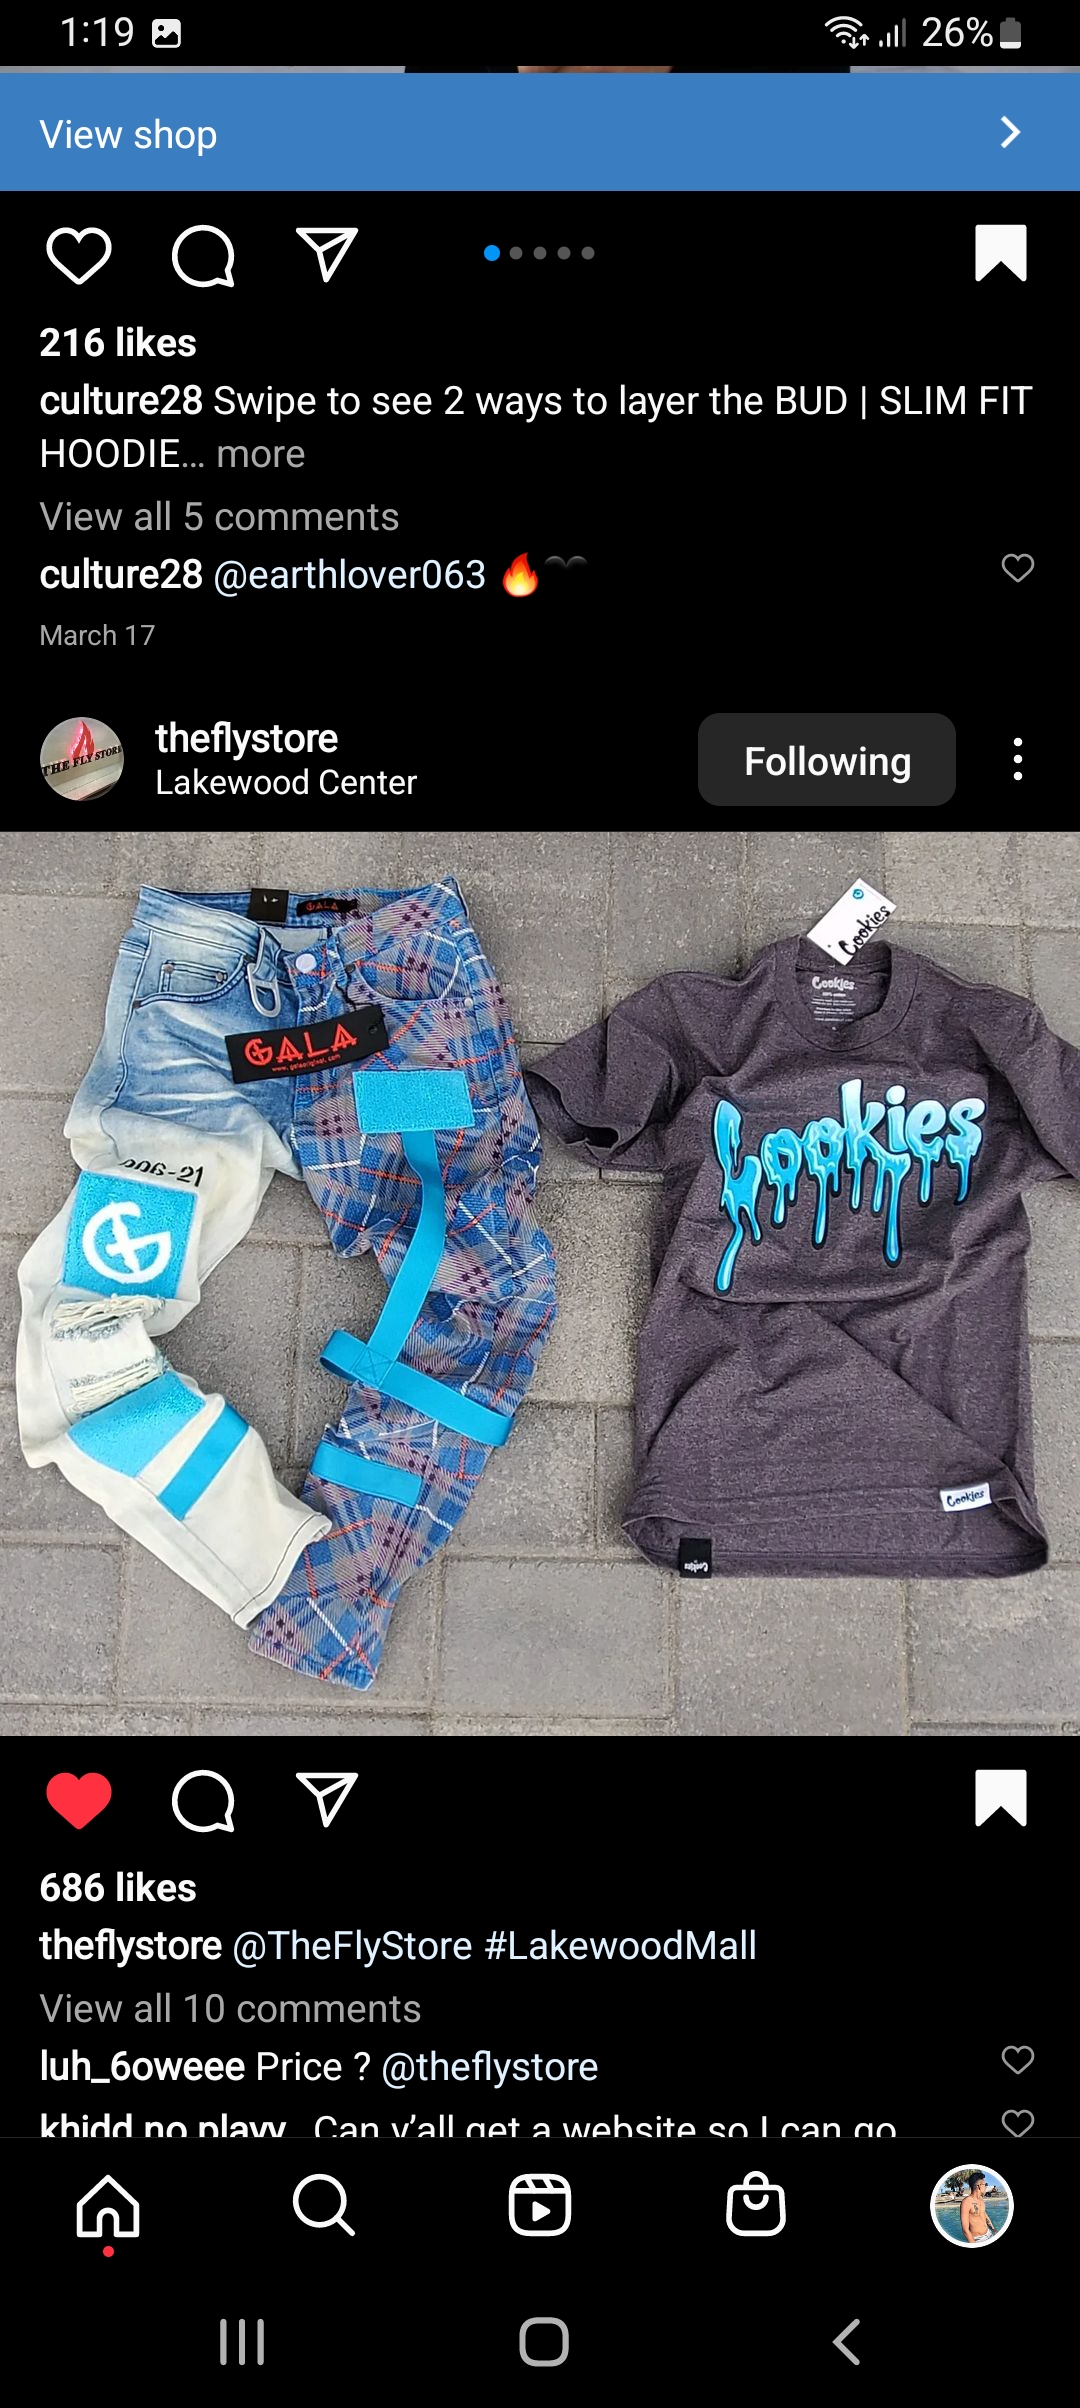 1:19
26%
View shop
216 likes
culture28 Swipe to see 2 ways to layer the BUD | SLIM FIT
HOODIE... more
View all 5 comments
culture28 @earthlover063 🔥
March 17
THE FLY STORE
theflystore
Lakewood Center
Following
GALA
GALA
Cookies
Cookies
Cookies
006-21
Cookies
Cookies
686 likes
theflystore @TheFlyStore #LakewoodMall
View all 10 comments
luh_6oweee Price ? @theflystore
khidd.no.playy_ Can y’all get a website so I can go